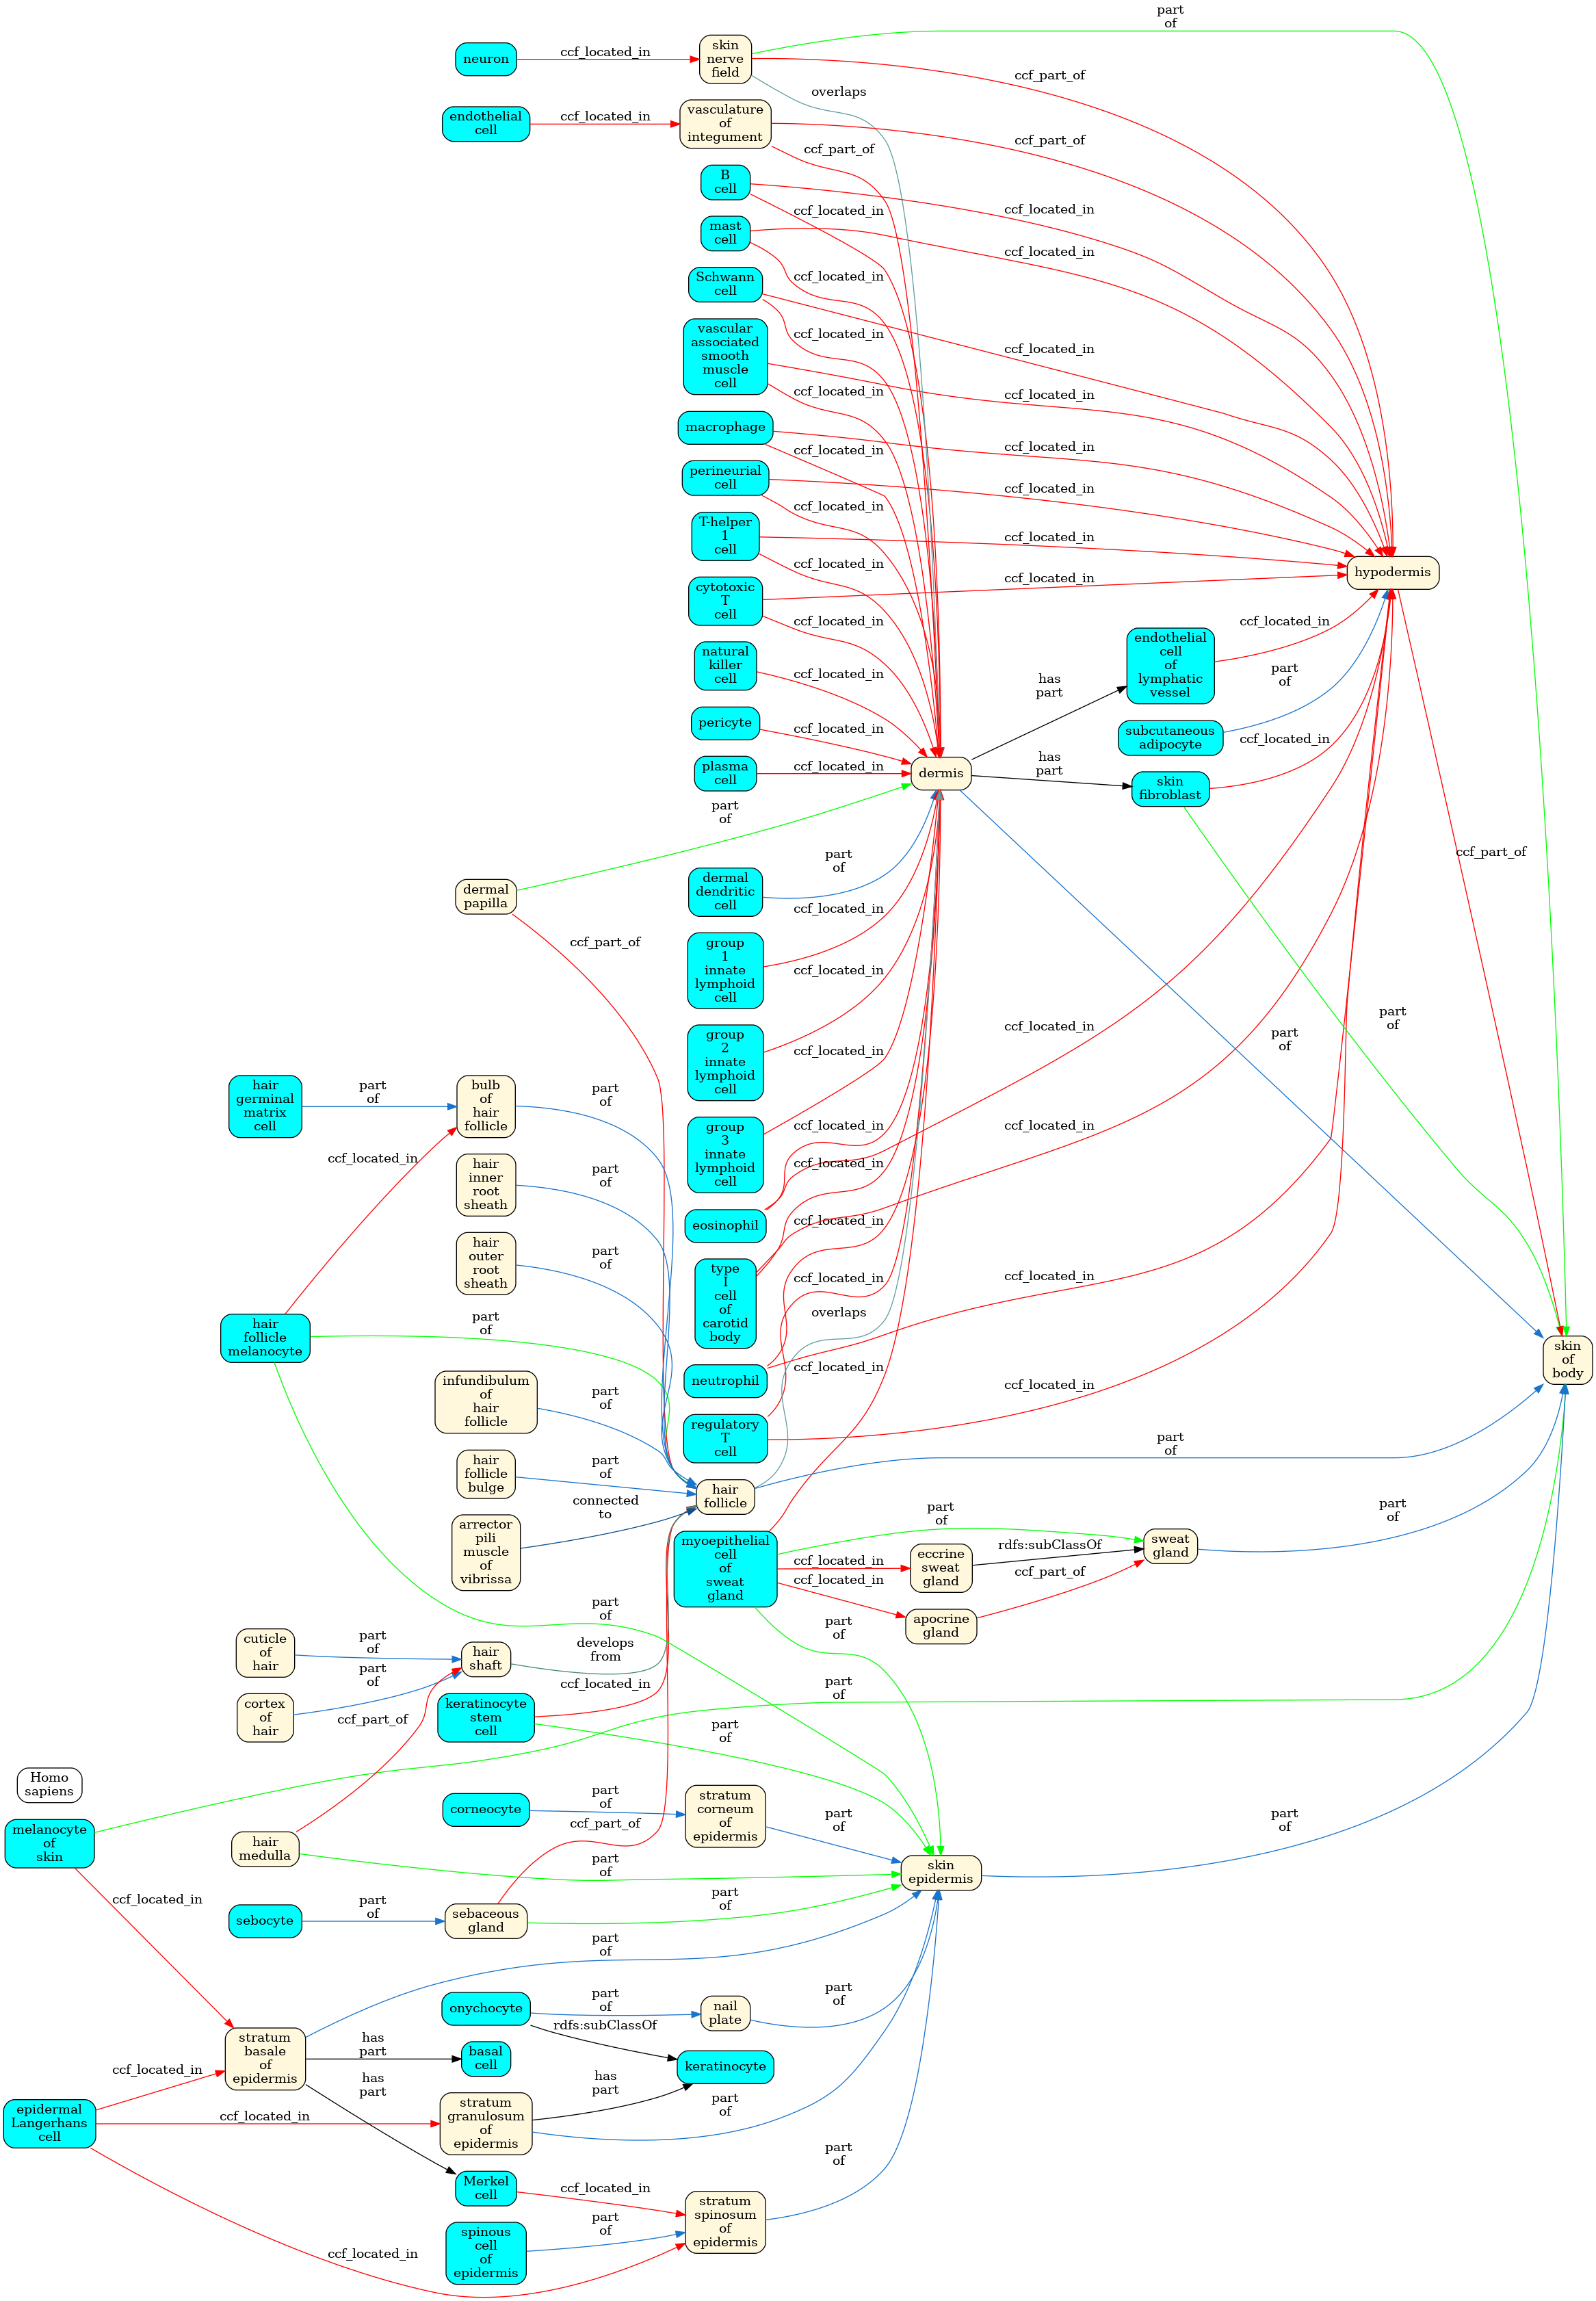 part
of
neuron
ccf_located_in
skin
nerve
field
ccf_part_of
overlaps
endothelial
cell
ccf_located_in
vasculature
of
integument
ccf_part_of
ccf_part_of
B
cell
ccf_located_in
ccf_located_in
mast
cell
ccf_located_in
ccf_located_in
Schwann
cell
ccf_located_in
ccf_located_in
vascular
associated
smooth
muscle
cell
ccf_located_in
ccf_located_in
macrophage
ccf_located_in
ccf_located_in
perineurial
cell
ccf_located_in
ccf_located_in
T-helper
1
cell
ccf_located_in
ccf_located_in
cytotoxic
T
cell
ccf_located_in
ccf_located_in
hypodermis
natural
killer
cell
ccf_located_in
has
part
endothelial
cell
of
lymphatic
vessel
ccf_located_in
part
of
pericyte
ccf_located_in
subcutaneous
adipocyte
ccf_located_in
plasma
cell
ccf_located_in
dermis
has
part
skin
fibroblast
part
of
dermal
papilla
ccf_part_of
dermal
dendritic
cell
part
of
ccf_part_of
group
1
innate
lymphoid
cell
ccf_located_in
group
2
innate
lymphoid
cell
ccf_located_in
ccf_located_in
part
of
part
of
hair
germinal
matrix
cell
part
of
bulb
of
hair
follicle
part
of
group
3
innate
lymphoid
cell
ccf_located_in
ccf_located_in
ccf_located_in
ccf_located_in
hair
inner
root
sheath
part
of
eosinophil
ccf_located_in
ccf_located_in
hair
outer
root
sheath
part
of
type
I
cell
of
carotid
body
ccf_located_in
ccf_located_in
overlaps
hair
follicle
melanocyte
part
of
neutrophil
ccf_located_in
ccf_located_in
skin
of
body
infundibulum
of
hair
follicle
part
of
regulatory
T
cell
part
of
hair
follicle
bulge
part
of
hair
follicle
connected
to
arrector
pili
muscle
of
vibrissa
myoepithelial
cell
of
sweat
gland
part
of
ccf_located_in
ccf_located_in
eccrine
sweat
gland
rdfs:subClassOf
sweat
gland
part
of
apocrine
gland
ccf_part_of
part
of
part
of
cuticle
of
hair
part
of
hair
shaft
develops
from
cortex
of
hair
part
of
keratinocyte
stem
cell
ccf_located_in
part
of
part
of
ccf_part_of
Homo
sapiens
melanocyte
of
skin
ccf_located_in
hair
medulla
part
of
corneocyte
part
of
stratum
corneum
of
epidermis
part
of
ccf_part_of
skin
epidermis
part
of
sebocyte
part
of
sebaceous
gland
part
of
part
of
onychocyte
part
of
rdfs:subClassOf
nail
plate
part
of
stratum
basale
of
epidermis
has
part
basal
cell
keratinocyte
epidermal
Langerhans
cell
ccf_located_in
ccf_located_in
has
part
stratum
granulosum
of
epidermis
has
part
part
of
Merkel
cell
ccf_located_in
stratum
spinosum
of
epidermis
part
of
spinous
cell
of
epidermis
part
of
ccf_located_in